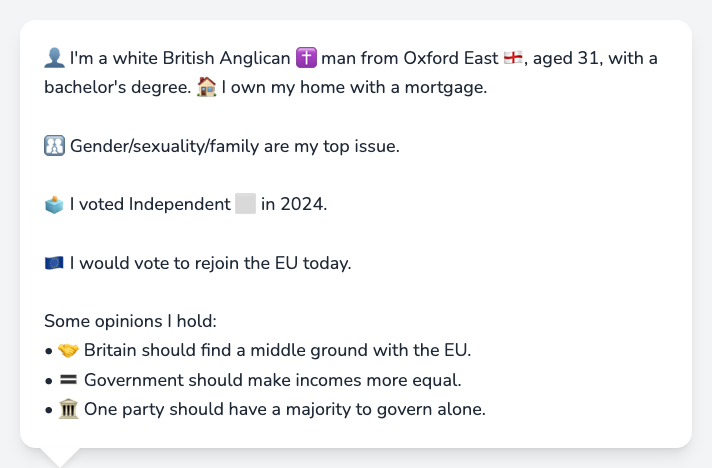 👤 I'm a white British Anglican ✝️ man from Oxford East 🏴󠁧󠁢󠁥󠁮󠁧󠁿, aged 31, with a
bachelor's degree. 🏠 I own my home with a mortgage.
🚻 Gender/sexuality/family are my top issue.
🗳️ I voted Independent ⬜ in 2024.
🇪🇺 I would vote to rejoin the EU today.
Some opinions I hold:
• 🤝 Britain should find a middle ground with the EU.
• 🟰 Government should make incomes more equal.
• 🏛️ One party should have a majority to govern alone.